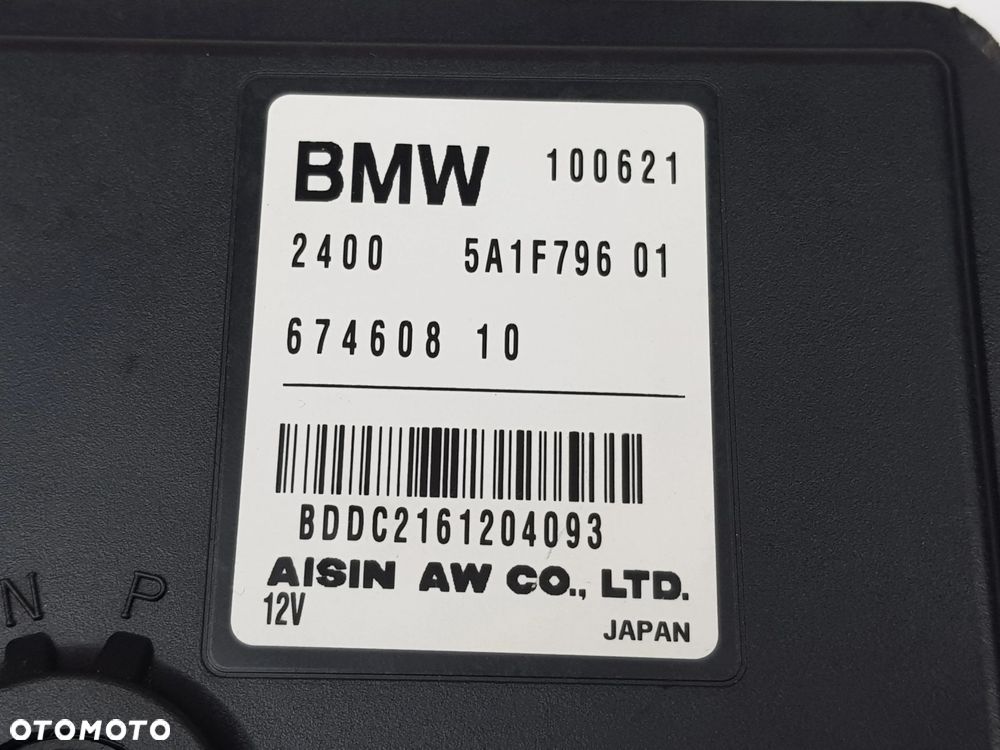 BMW 100621
2400 5A1F796 01
674608 10
BDDC2161204093
AISIN AW CO., LTD.
12V
JAPAN
N P
OTOMOTO